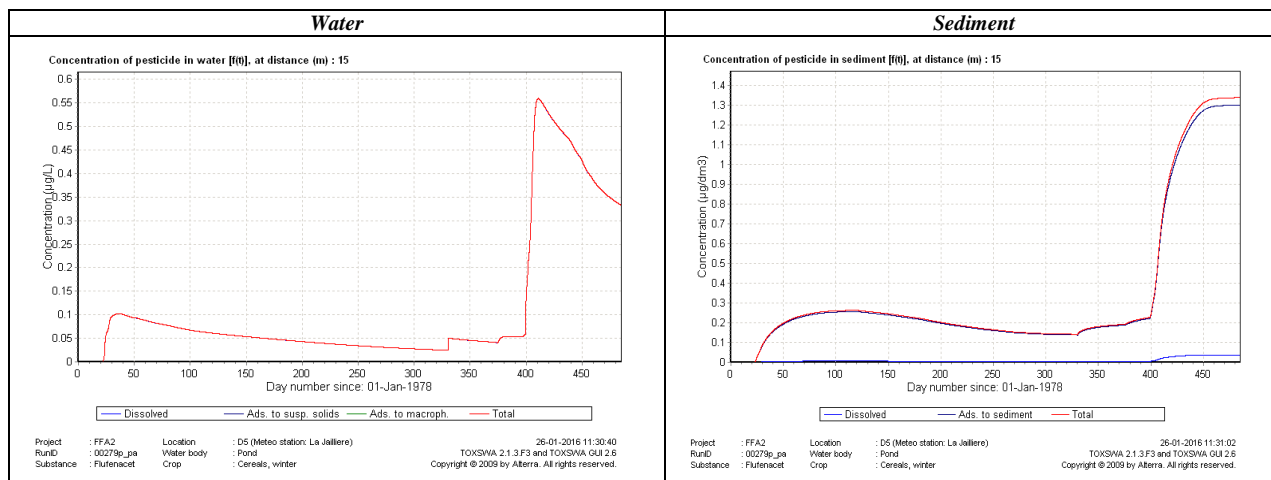 Water
Sediment
Concentration of pesticide in water [f(t)], at distance (m) : 15
0.6
0.55
0.5
0.45
0.4
0.35
0.3
0.25
0.2
0.15
0.1
0.05
0
Concentration (µg/L)
0 50 100 150 200 250 300 350 400 450
Day number since: 01-Jan-1978
Dissolved Ads. to susp. solids Ads. to macroph. Total
Project : FFA2 Location : D5 (Meteo station: La Jailliere) 26-01-2016 11:30:40
RunID : 00279p_pa Water body : Pond TOXSWA 2.1.3.F3 and TOXSWA GUI 2.6
Substance : Flufenacet Crop : Cereals, winter Copyright © 2009 by Alterra. All rights reserved.
Concentration of pesticide in sediment [f(t)], at distance (m) : 15
1.4
1.3
1.2
1.1
1
0.9
0.8
0.7
0.6
0.5
0.4
0.3
0.2
0.1
0
Concentration (µg/dm3)
0 50 100 150 200 250 300 350 400 450
Day number since: 01-Jan-1978
Dissolved Ads. to sediment Total
Project : FFA2 Location : D5 (Meteo station: La Jailliere) 26-01-2016 11:31:02
RunID : 00279p_pa Water body : Pond TOXSWA 2.1.3.F3 and TOXSWA GUI 2.6
Substance : Flufenacet Crop : Cereals, winter Copyright © 2009 by Alterra. All rights reserved.